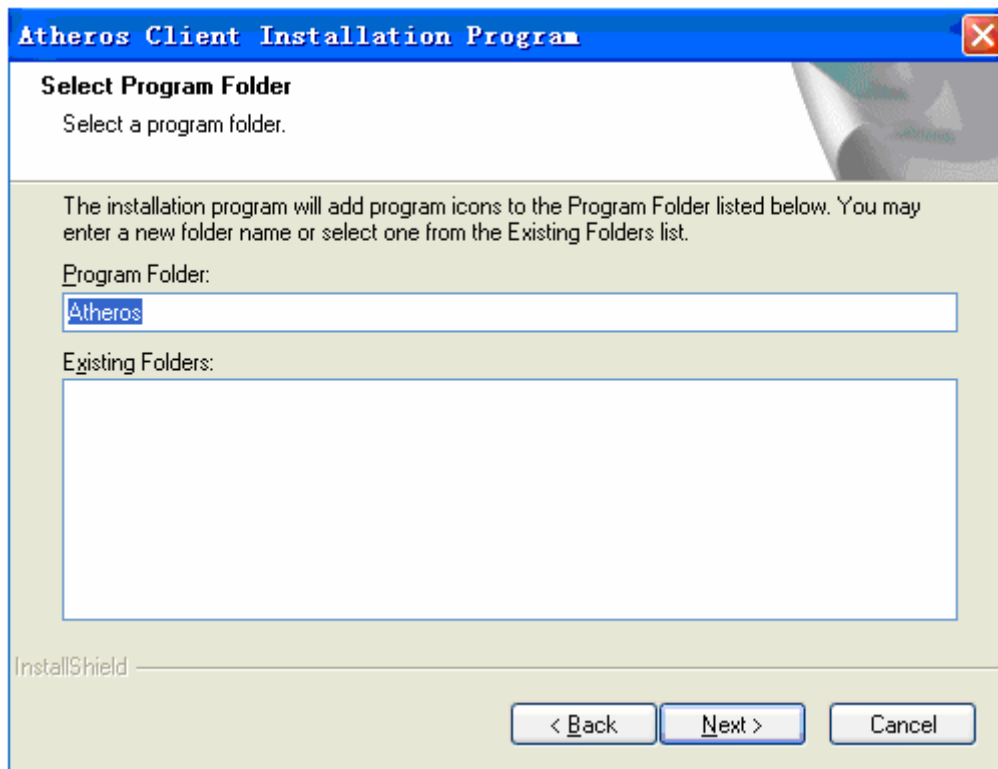 Atheros Client Installation Program
Select Program Folder
Select a program folder.
The installation program will add program icons to the Program Folder listed below. You may
enter a new folder name or select one from the Existing Folders list.
Program Folder:
Atheros
Existing Folders:
InstallShield
< Back
Next >
Cancel